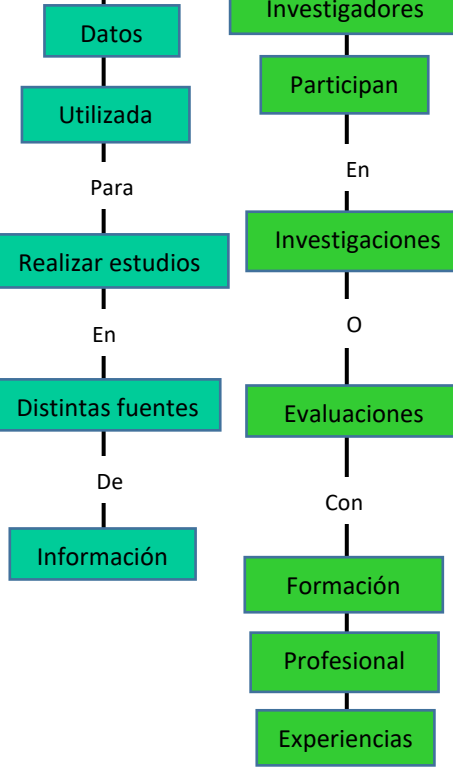 Datos
Utilizada
Para
Realizar estudios
En
Distintas fuentes
De
Información
Investigadores
Participan
En
Investigaciones
O
Evaluaciones
Con
Formación
Profesional
Experiencias